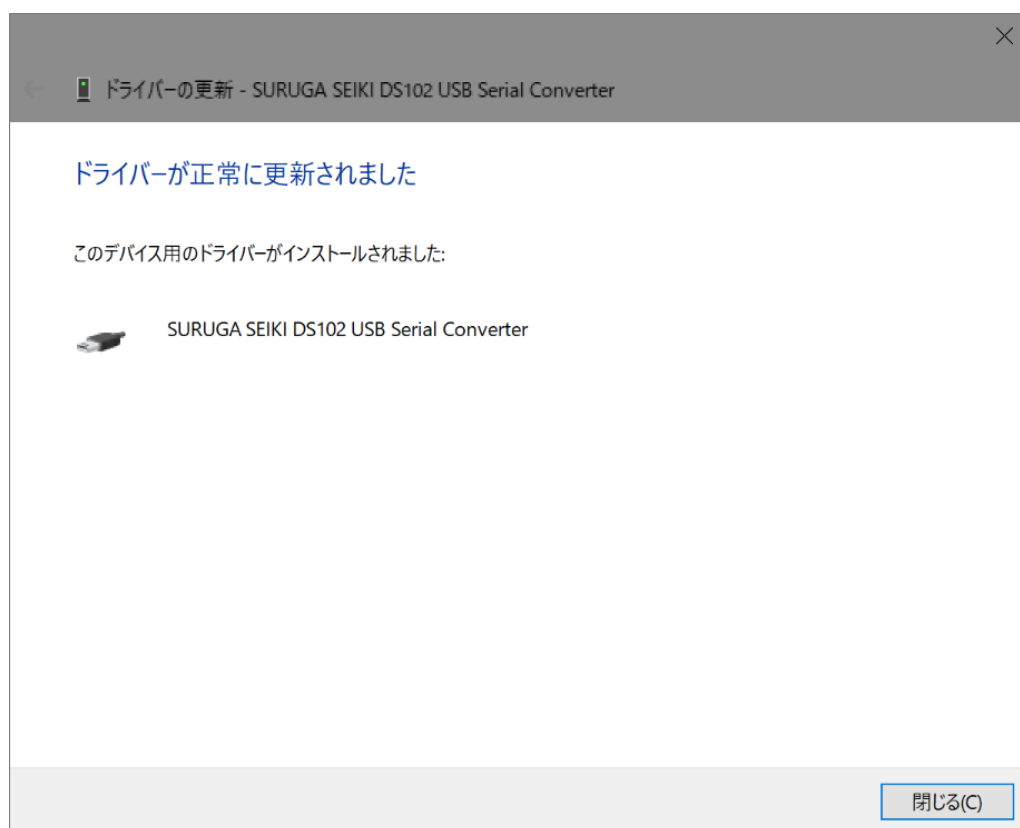 ドライバーの更新 - SURUGA SEIKI DS102 USB Serial Converter
ドライバーが正常に更新されました
このデバイス用のドライバーがインストールされました:
SURUGA SEIKI DS102 USB Serial Converter
閉じる(C)